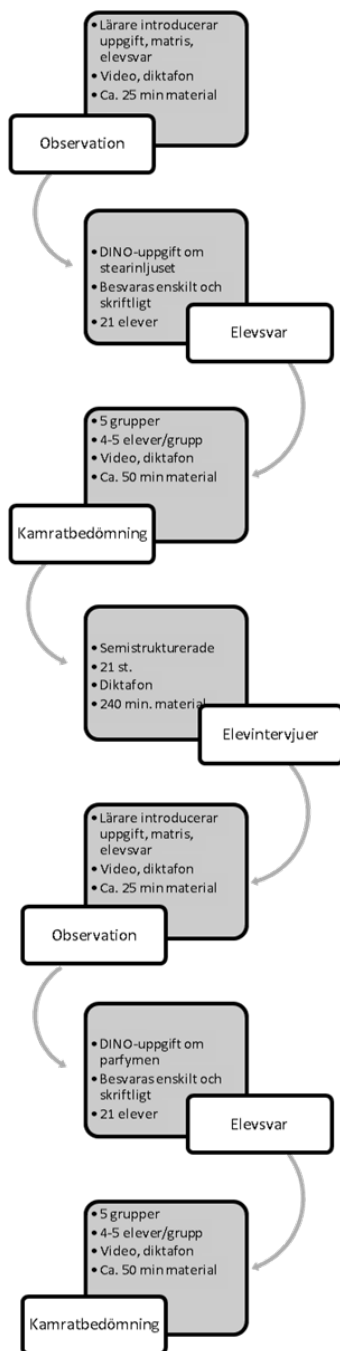 • Lärare introducerar
uppgift, matris,
elevsvar
• Video, diktafon
• Ca. 25 min material
Observation
• DINO-uppgift om
stearinljuset
• Besvaras enskilt och
skriftligt
• 21 elever
Elevsvar
• 5 grupper
• 4-5 elever/grupp
• Video, diktafon
• Ca. 50 min material
Kamratbedömning
• Semistrukturerade
• 21 st.
• Diktafon
• 240 min. material
Elevintervjuer
• Lärare introducerar
uppgift, matris,
elevsvar
• Video, diktafon
• Ca. 25 min material
Observation
• DINO-uppgift om
parfymen
• Besvaras enskilt och
skriftligt
• 21 elever
Elevsvar
• 5 grupper
• 4-5 elever/grupp
• Video, diktafon
• Ca. 50 min material
Kamratbedömning